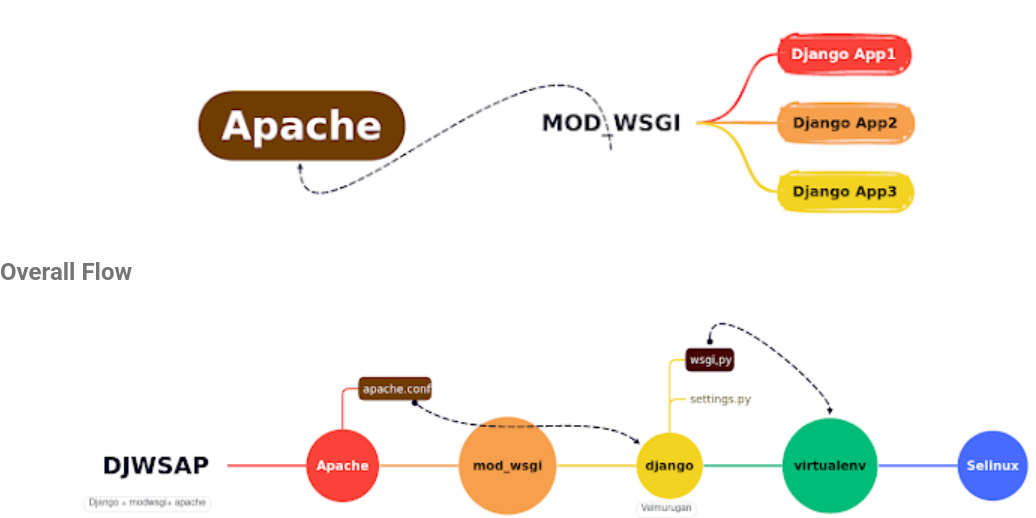 Django App1
Apache
MOD_WSGI
Django App2
Django App3
Overall Flow
wsgi.py
apache.conf
settings.py
DJWSAP
Apache
mod_wsgi
django
virtualenv
Selinux
Django + modwsgi+ apache
Velmurugan